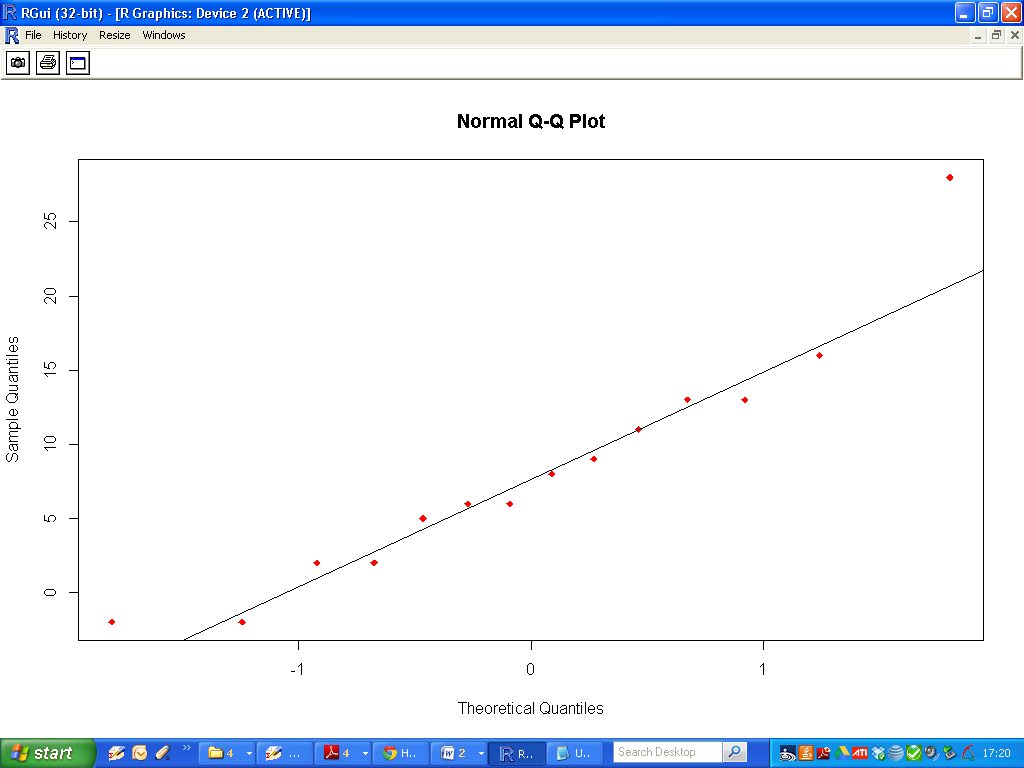 RGui (32-bit) - [R Graphics: Device 2 (ACTIVE)]
File History Resize Windows
Normal Q-Q Plot
25
20
15
10
5
0
Sample Quantiles
-1 0 1
Theoretical Quantiles
start 4 ... 4 H.. 2 R.. U.. Search Desktop ATI 17:20